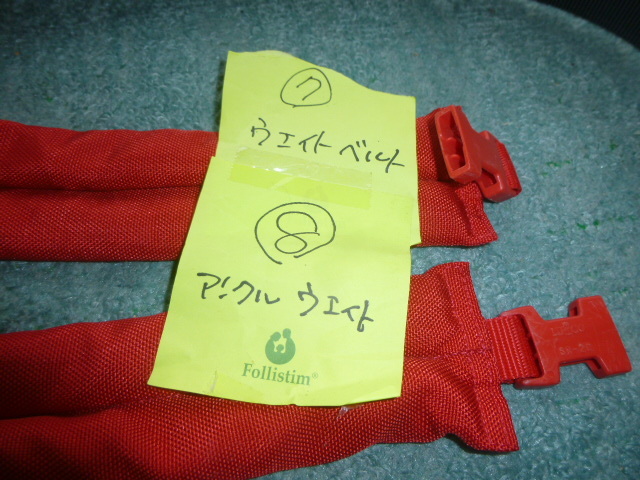 ⑦
ウエイト ベルト
⑧
アンクル ウエイト
Follistim®